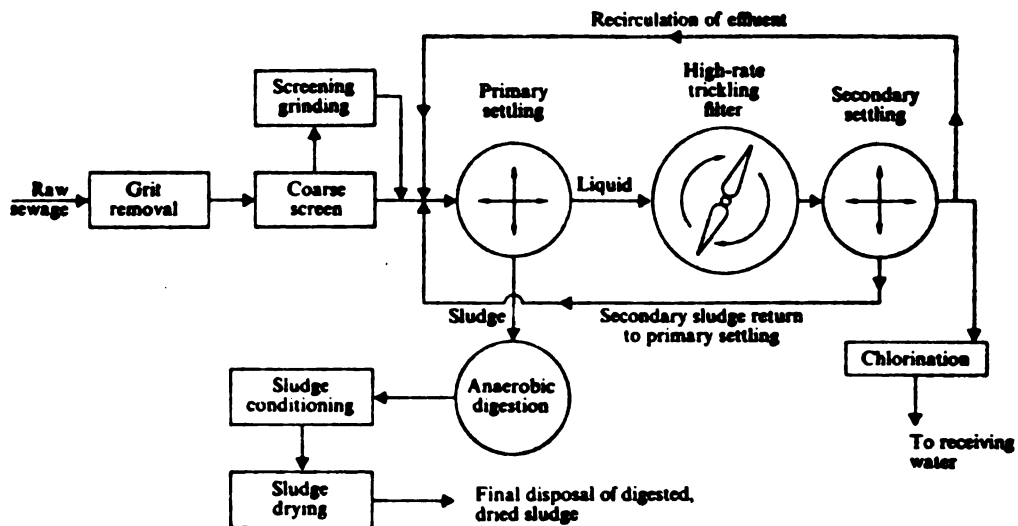 Recirculation of effluent
Screening
grinding
Primary
settling
High-rate
trickling
filter
Secondary
settling
Raw
sewage
Grit
removal
Coarse
screen
Liquid
Sludge
Secondary sludge return
to primary settling
Chlorination
Sludge
conditioning
Anaerobic
digestion
To receiving
water
Sludge
drying
Final disposal of digested,
dried sludge